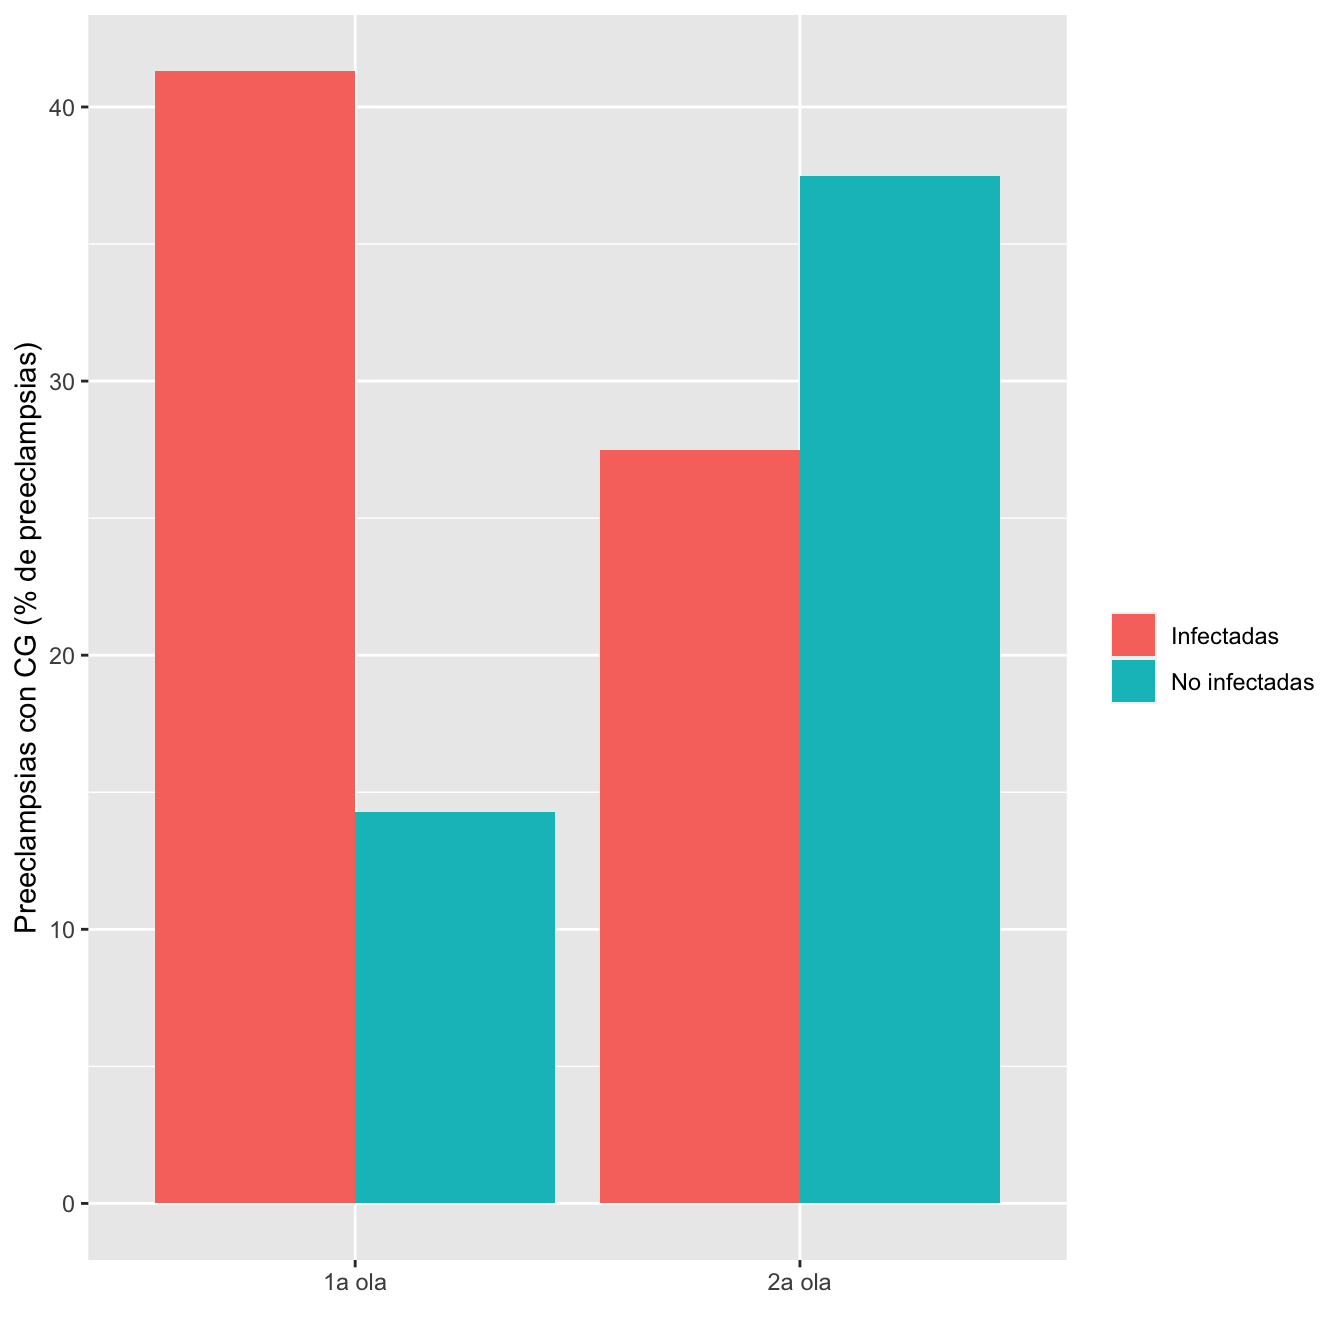 Preeclampsias con CG (% de preeclampsias)
40
30
20
10
0
1a ola
2a ola
Infectadas
No infectadas